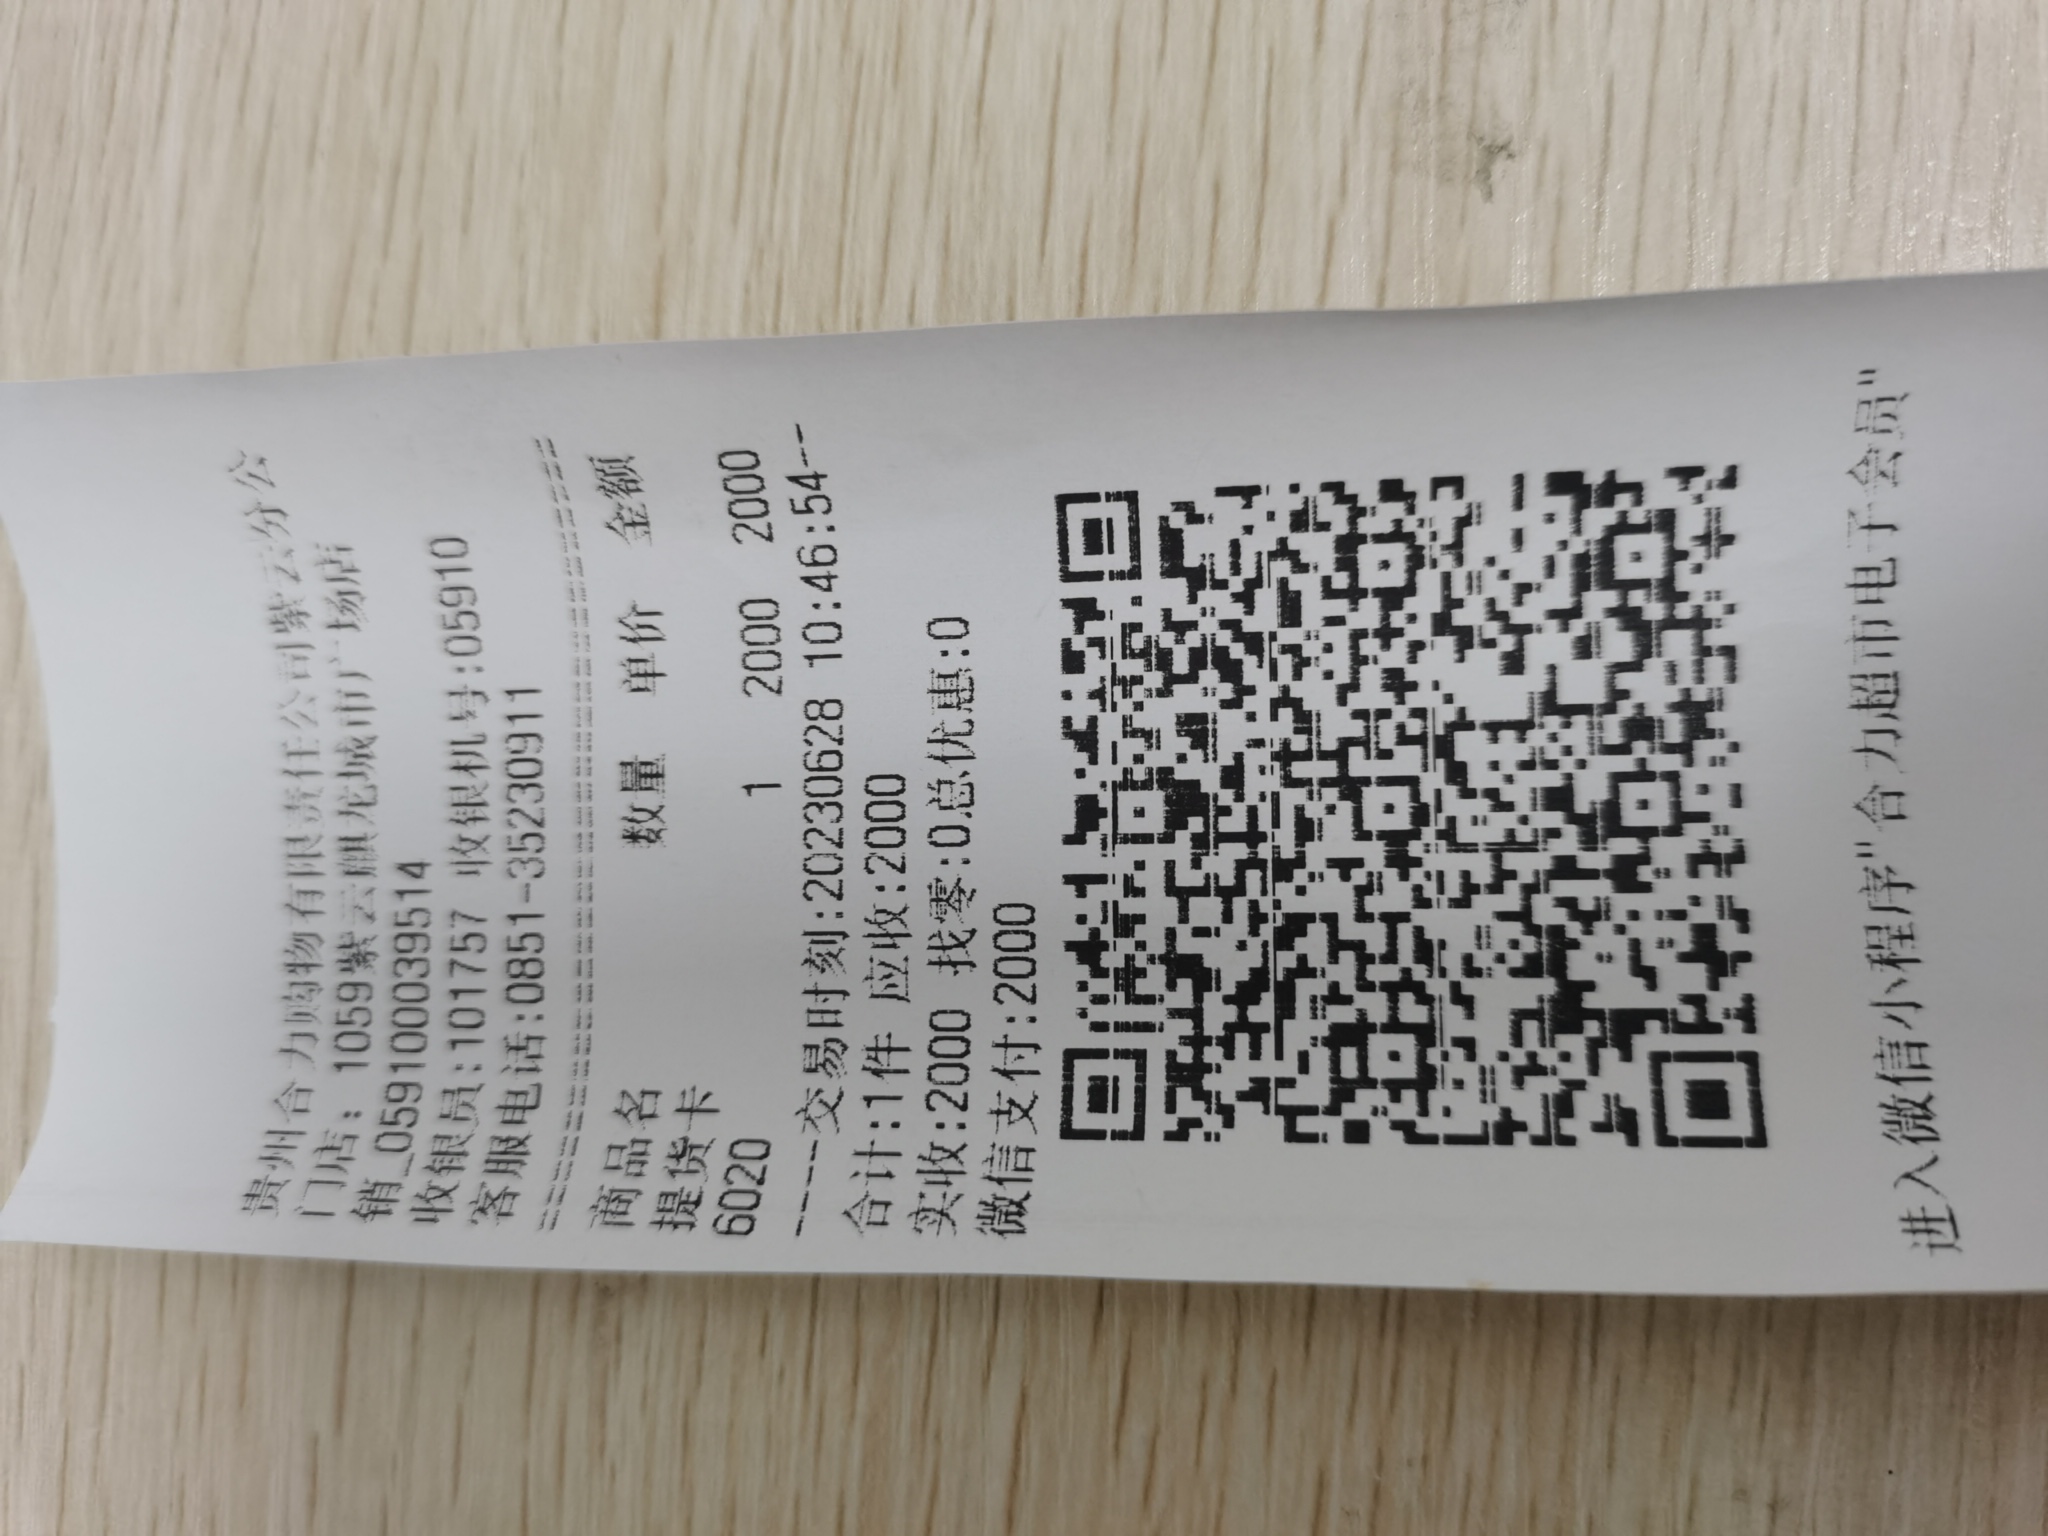 贵州合力购物有限责任公司紫云分公
门店: 1059紫云麒龙城市广场店
销_0591000039514
收银员:101757 收银机号:05910
客服电话:0851-35230911
商品名 数量 单价 金额
提货卡
6020 1 2000 2000
----交易时刻:20230628 10:46:54--
合计:1件 应收:2000
实收:2000 找零:0总优惠:0
微信支付:2000
进入微信小程序"合力超市电子会员"